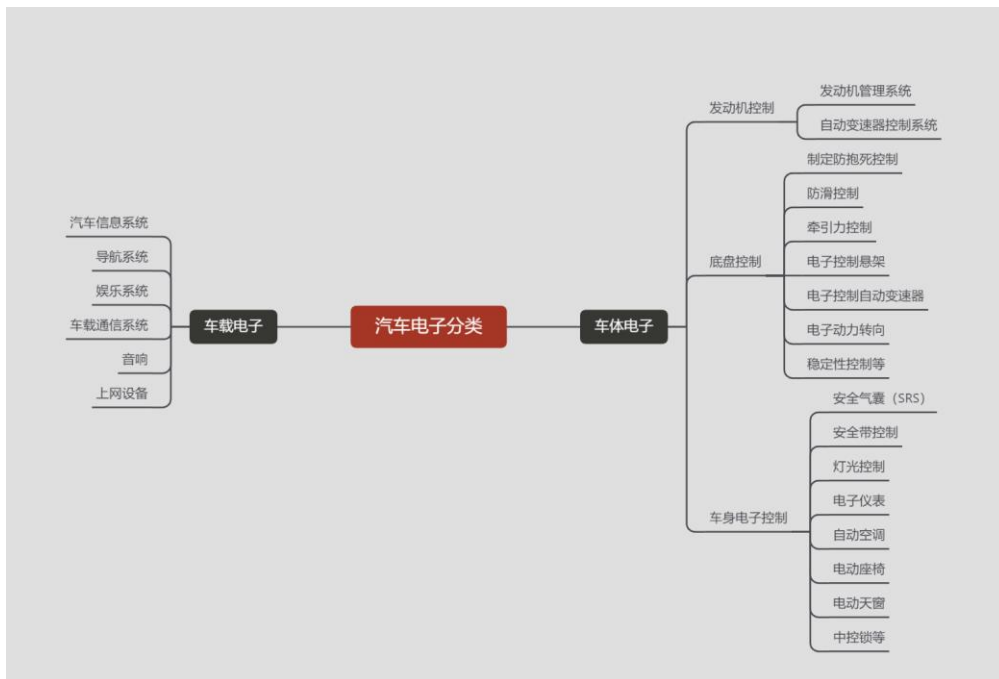 汽车电子分类
车载电子
汽车信息系统
导航系统
娱乐系统
车载通信系统
音响
上网设备
车体电子
发动机控制
发动机管理系统
自动变速器控制系统
底盘控制
制定防抱死控制
防滑控制
牵引力控制
电子控制悬架
电子控制自动变速器
电子动力转向
稳定性控制等
车身电子控制
安全气囊（SRS）
安全带控制
灯光控制
电子仪表
自动空调
电动座椅
电动天窗
中控锁等